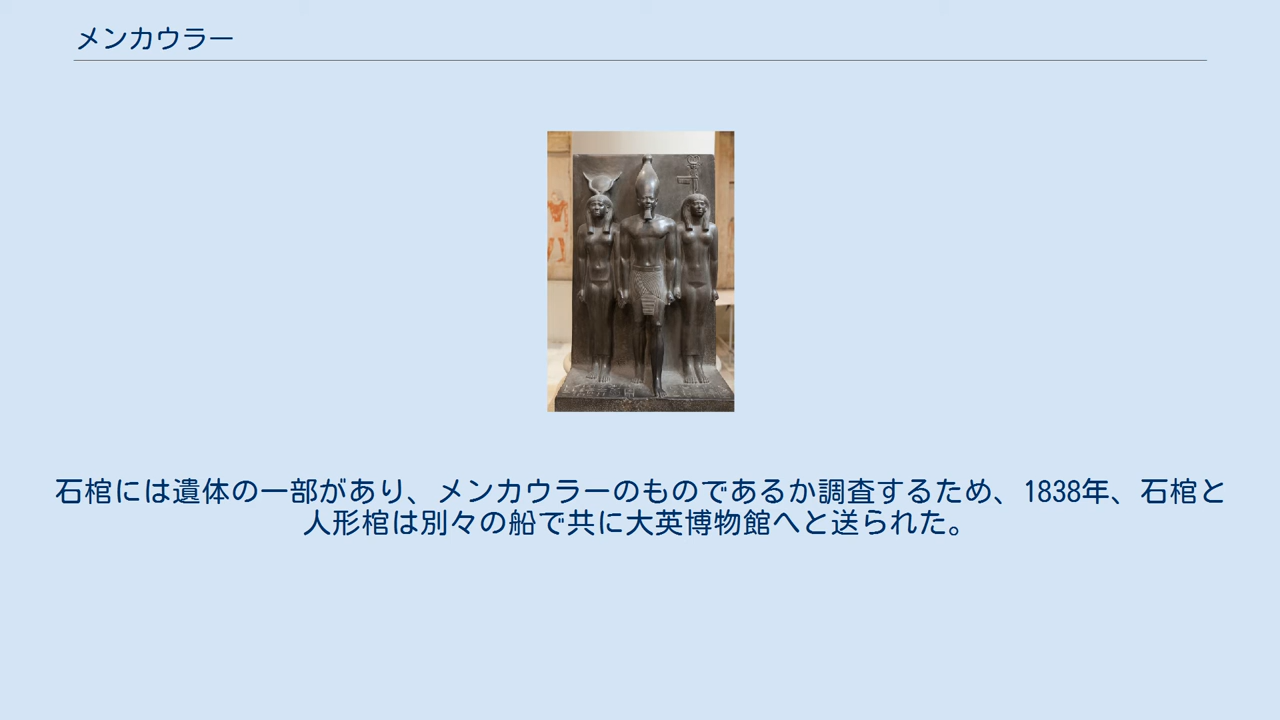 メンカウラー
石棺には遺体の一部があり、メンカウラーのものであるか調査するため、1838年、石棺と
人形棺は別々の船で共に大英博物館へと送られた。